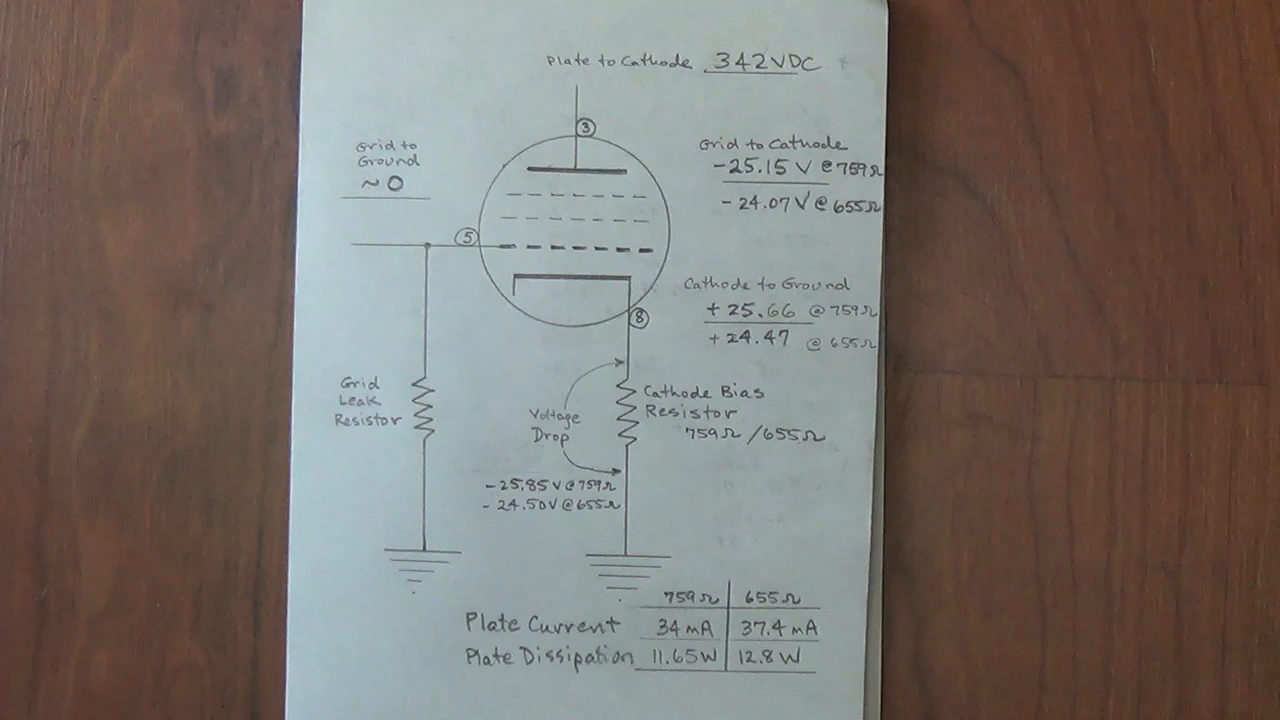 Plate to Cathode 342VDC
3
Grid to
Ground
~ 0
Grid to Cathode
-25.15 V @ 759Ω
-24.07 V @ 655Ω
5
Cathode to Ground
+25.66 @ 759Ω
+24.47 @ 655Ω
8
Grid
Leak
Resistor
Voltage
Drop
Cathode Bias
Resistor
759Ω /655Ω
-25.85 V @ 759Ω
-24.50V @ 655Ω
759Ω 655Ω
Plate Current 34 mA 37.4 mA
Plate Dissipation 11.65W 12.8 W